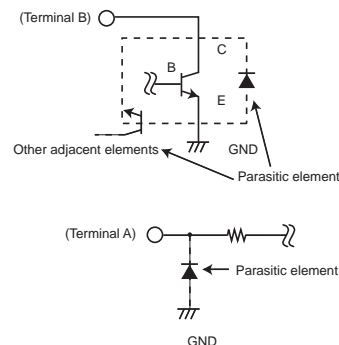 (Terminal B)
C
B
E
Other adjacent elements
GND
Parasitic element
(Terminal A)
Parasitic element
GND